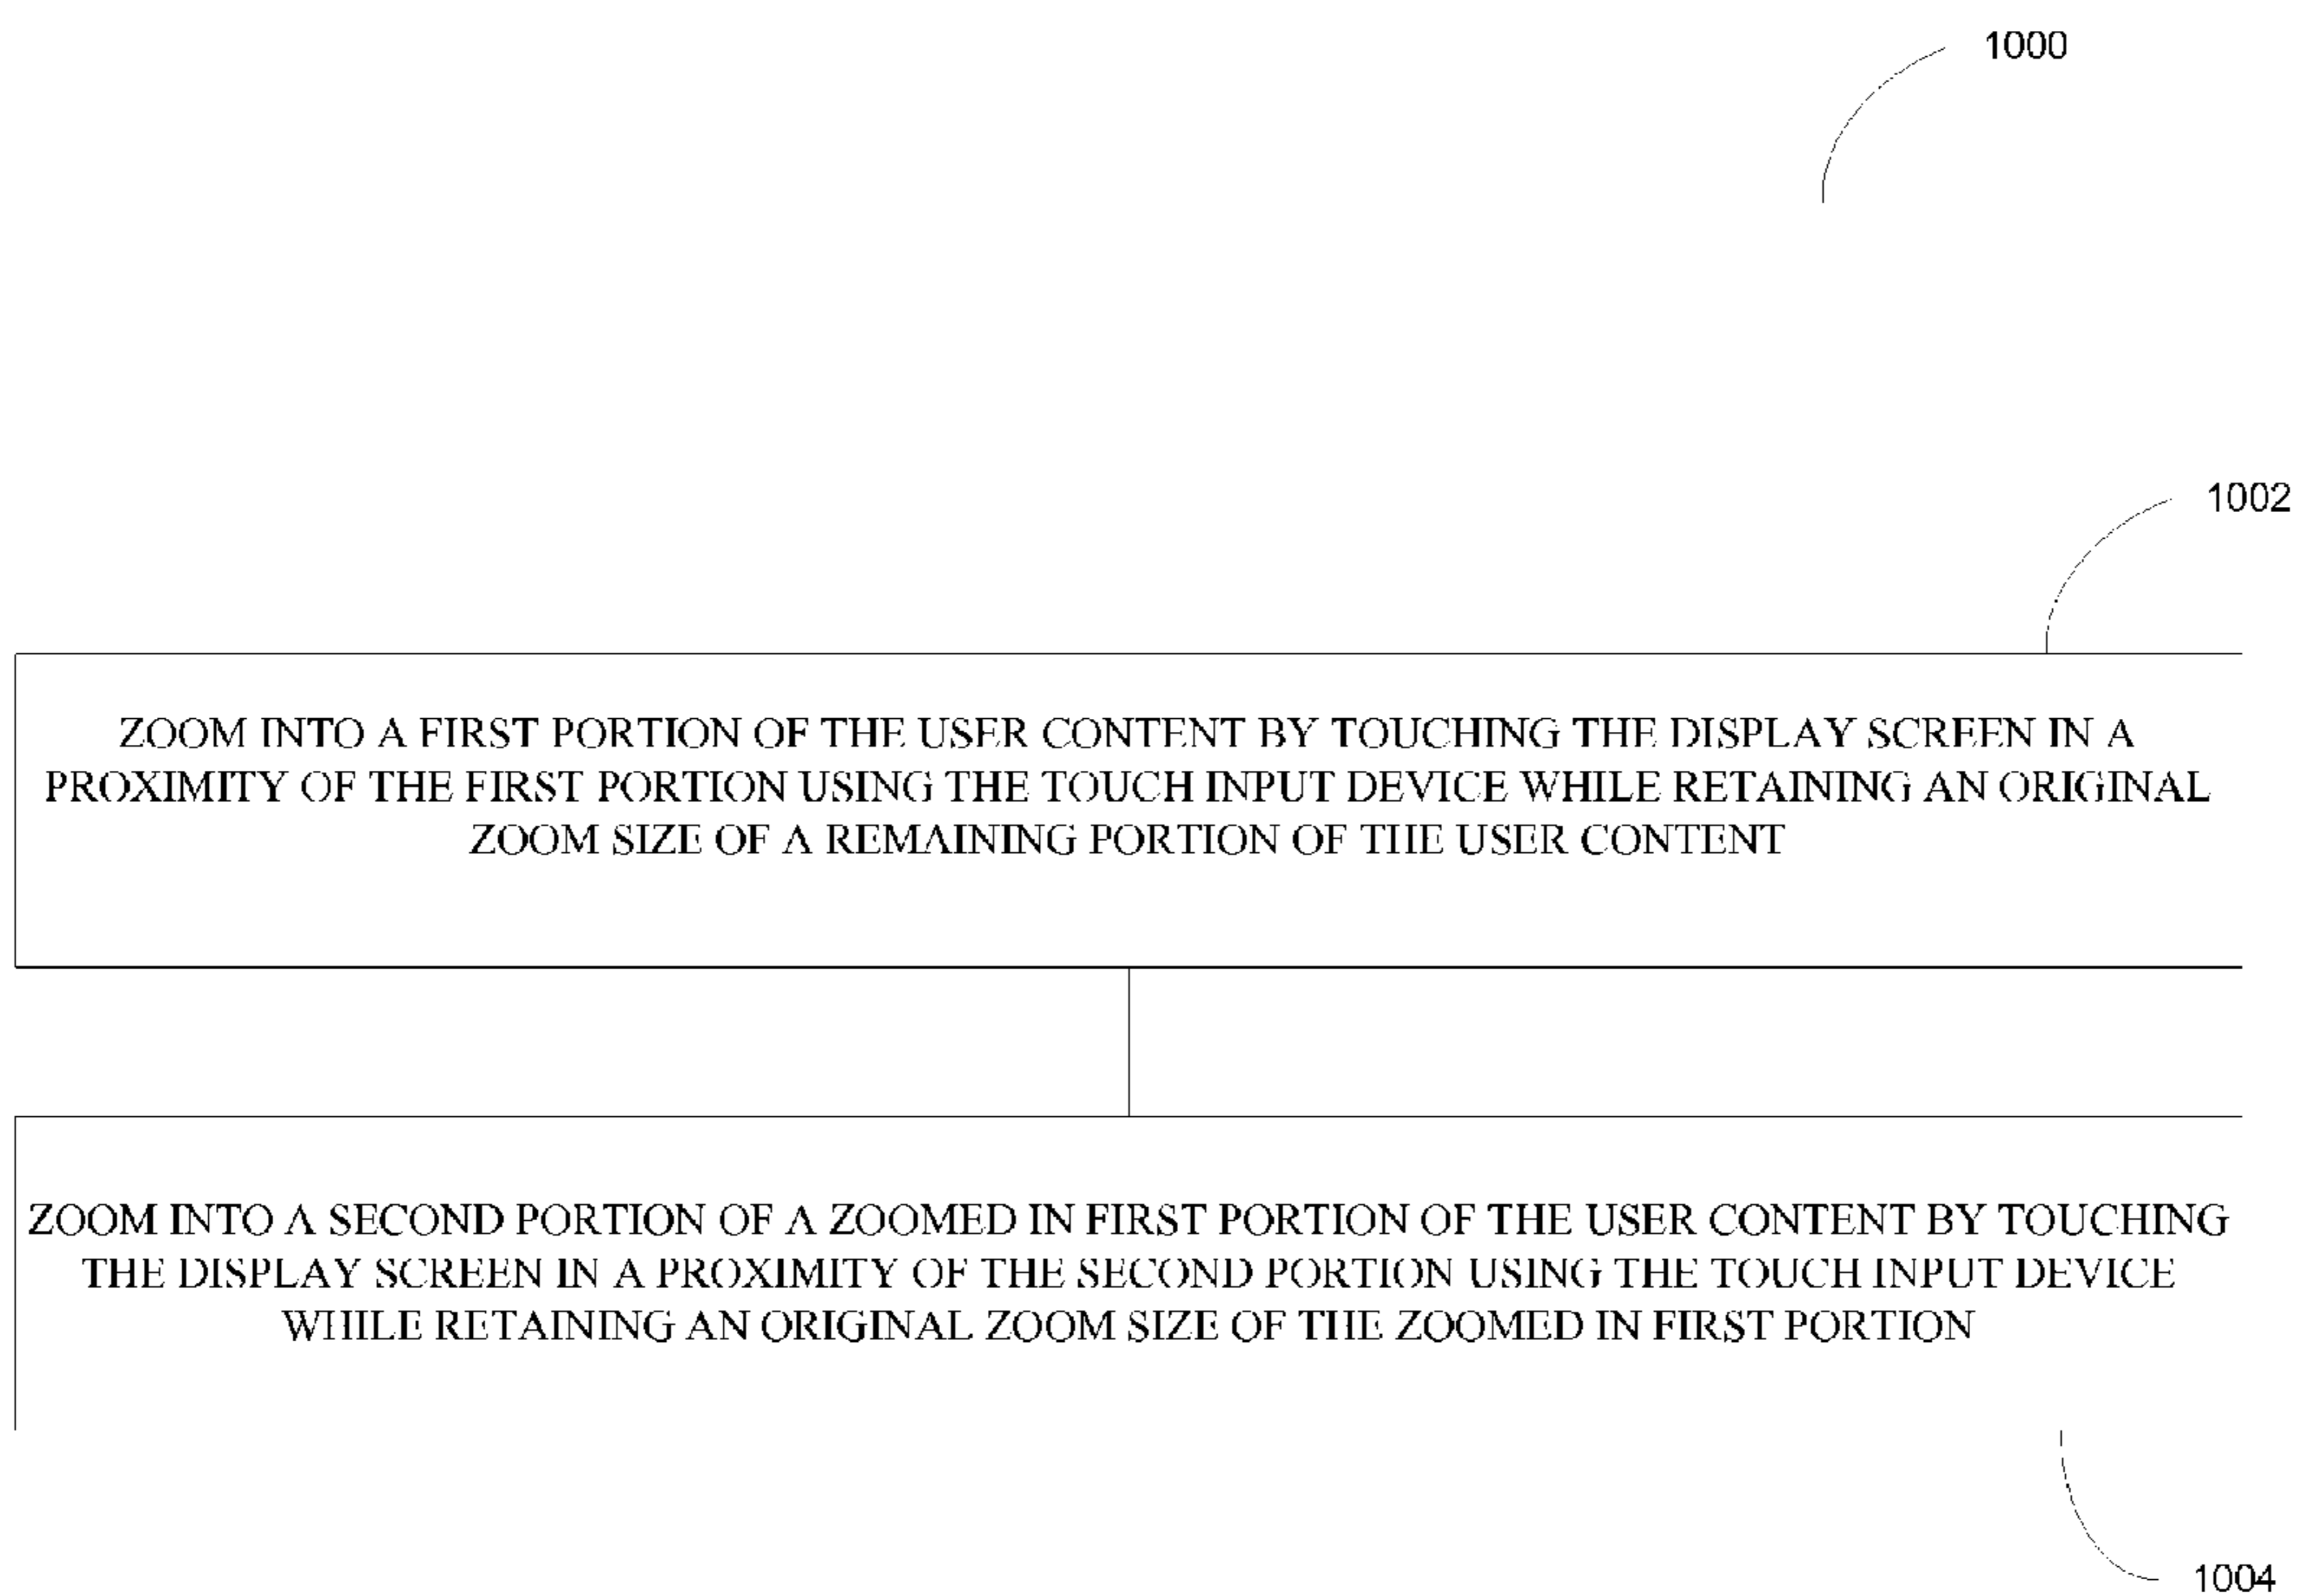 1000
1002
ZOOM INTO A FIRST PORTION OF THE USER CONTENT BY TOUCHING THE DISPLAY SCREEN IN A
PROXIMITY OF THE FIRST PORTION USING THE TOUCH INPUT DEVICE WHILE RETAINING AN ORIGINAL
ZOOM SIZE OF A REMAINING PORTION OF THE USER CONTENT
ZOOM INTO A SECOND PORTION OF A ZOOMED IN FIRST PORTION OF THE USER CONTENT BY TOUCHING
THE DISPLAY SCREEN IN A PROXIMITY OF THE SECOND PORTION USING THE TOUCH INPUT DEVICE
WHILE RETAINING AN ORIGINAL ZOOM SIZE OF THE ZOOMED IN FIRST PORTION
1004